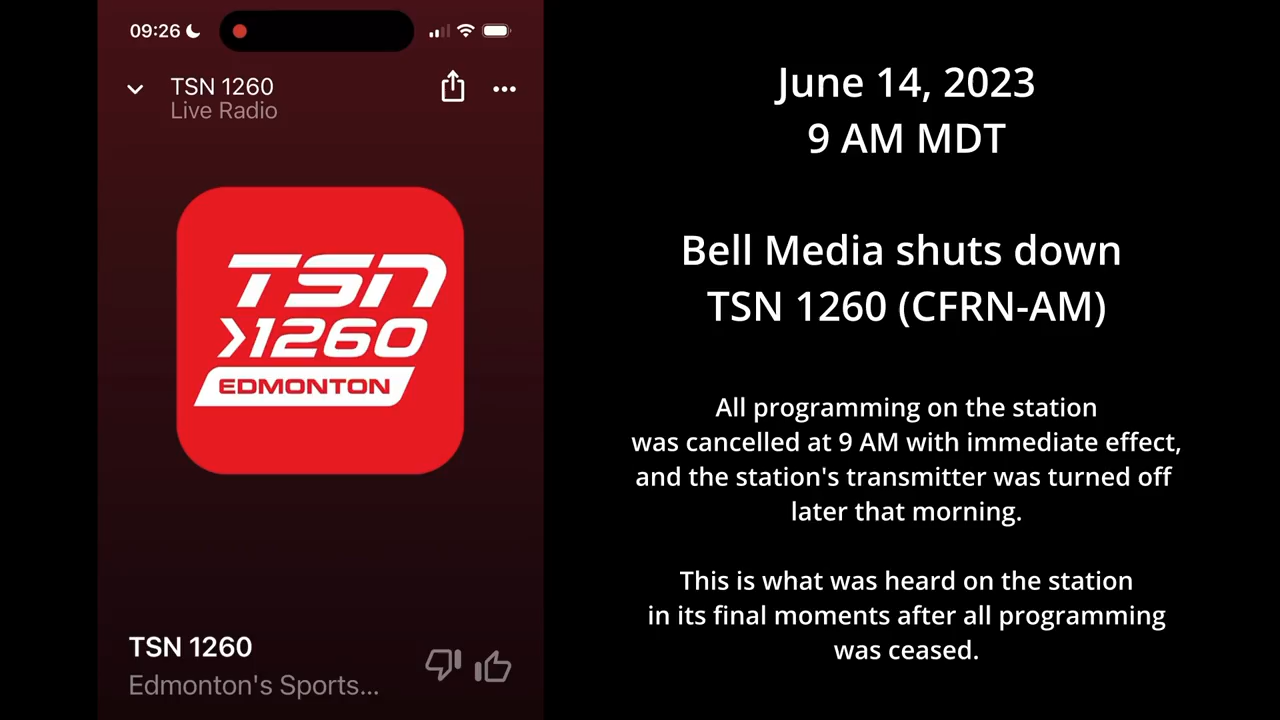 09:26
TSN 1260
Live Radio
TSN
1260
EDMONTON
TSN 1260
Edmonton's Sports...
June 14, 2023
9 AM MDT
Bell Media shuts down
TSN 1260 (CFRN-AM)
All programming on the station
was cancelled at 9 AM with immediate effect,
and the station's transmitter was turned off
later that morning.
This is what was heard on the station
in its final moments after all programming
was ceased.